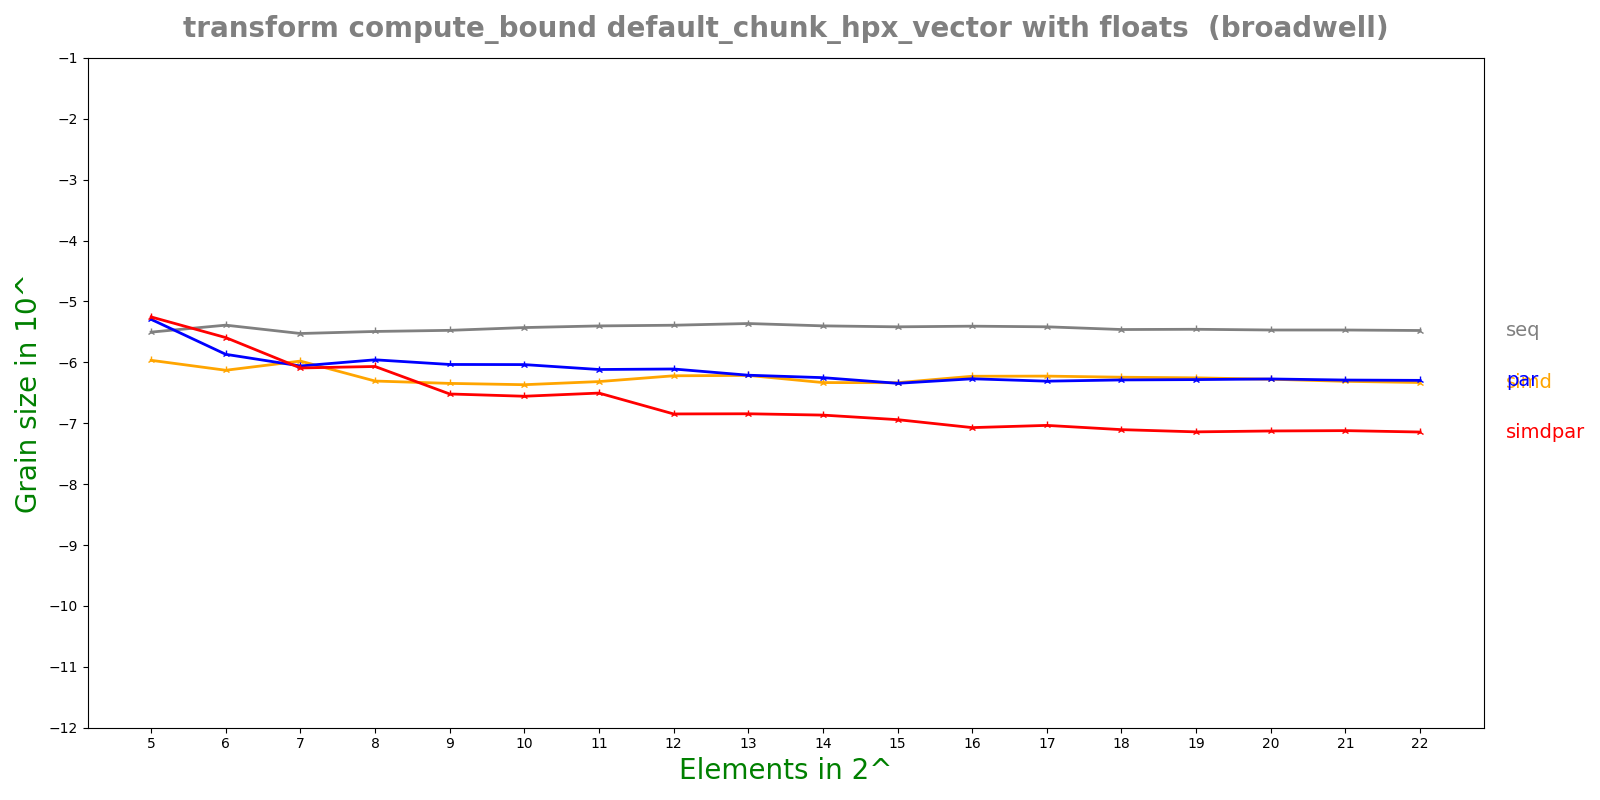 transform compute_bound default_chunk_hpx_vector with floats (broadwell)
Grain size in 10^
−1
−2
−3
−4
−5
−6
−7
−8
−9
−10
−11
−12
seq
par
simd
simdpar
5 6 7 8 9 10 11 12 13 14 15 16 17 18 19 20 21 22
Elements in 2^